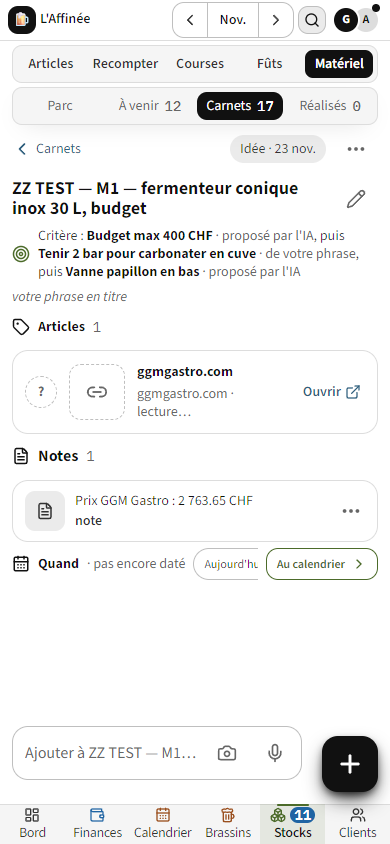 L'Affinée
Nov.
G A
Articles Recompter Courses Fûts Matériel
Parc À venir 12 Carnets 17 Réalisés 0
Carnets
Idée · 23 nov.
ZZ TEST — M1 — fermenteur conique
inox 30 L, budget
Critère : Budget max 400 CHF · proposé par l'IA, puis
Tenir 2 bar pour carbonater en cuve · de votre phrase,
puis Vanne papillon en bas · proposé par l'IA
votre phrase en titre
Articles 1
?
ggmgastro.com
ggmgastro.com ·
lecture…
Ouvrir
Notes 1
Prix GGM Gastro : 2 763.65 CHF
note
Quand · pas encore daté Aujourd'hu Au calendrier
Ajouter à ZZ TEST — M1…
11
Bord Finances Calendrier Brassins Stocks Clients